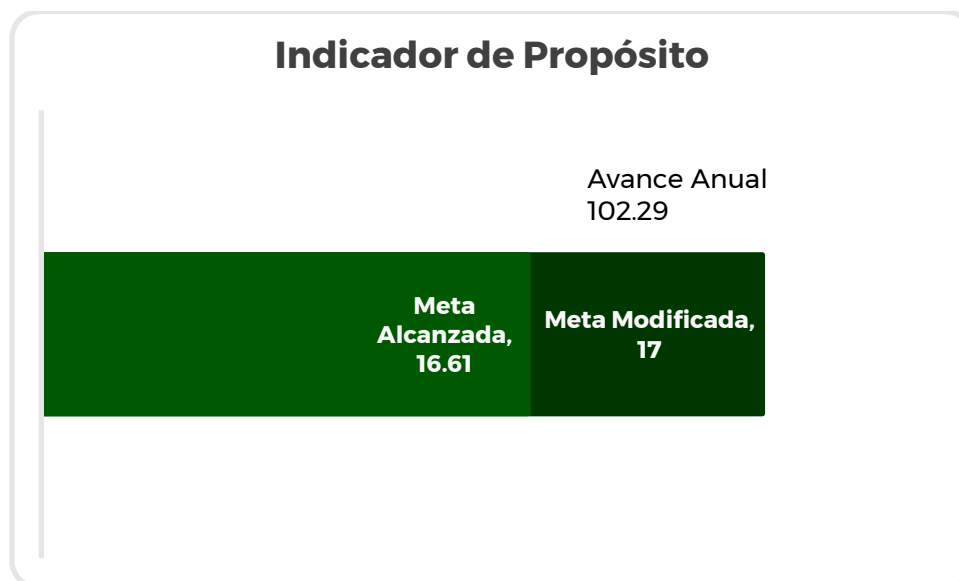 Indicador de Propósito
Avance Anual
102.29
Meta
Alcanzada,
16.61
Meta Modificada,
17